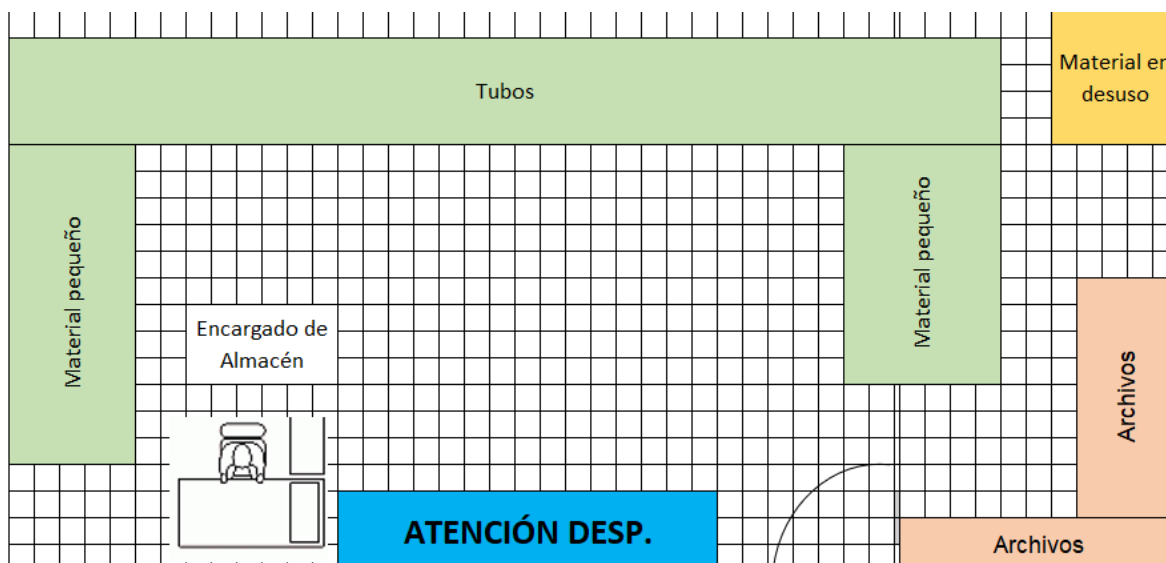 Tubos
Material en
desuso
Material pequeño
Material pequeño
Encargado de
Almacén
Archivos
ATENCIÓN DESP.
Archivos